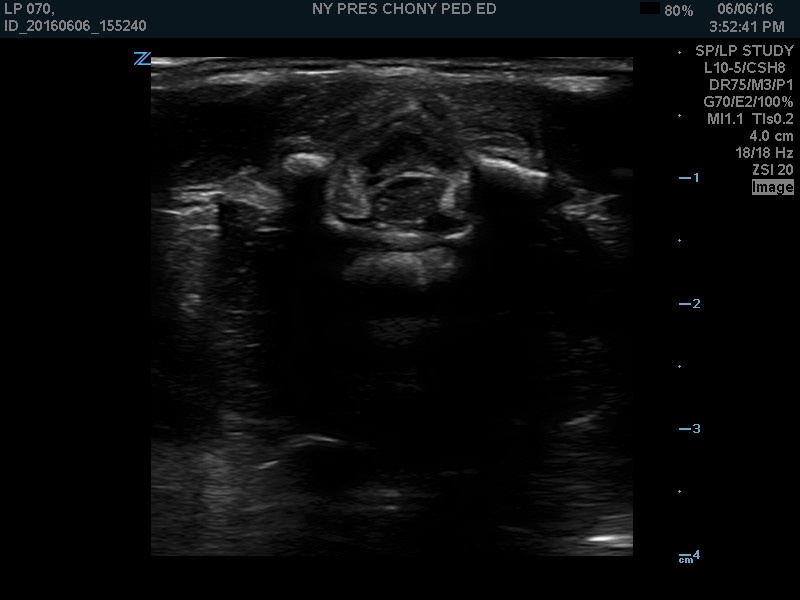 LP 070,
ID_20160606_155240
NY PRES CHONY PED ED
80%
06/06/16
3:52:41 PM
SP/LP STUDY
L10-5/CSH8
DR75/M3/P1
G70/E2/100%
MI1.1 TIs0.2
4.0 cm
18/18 Hz
ZSI 20
Image
Z
1
2
3
4
cm